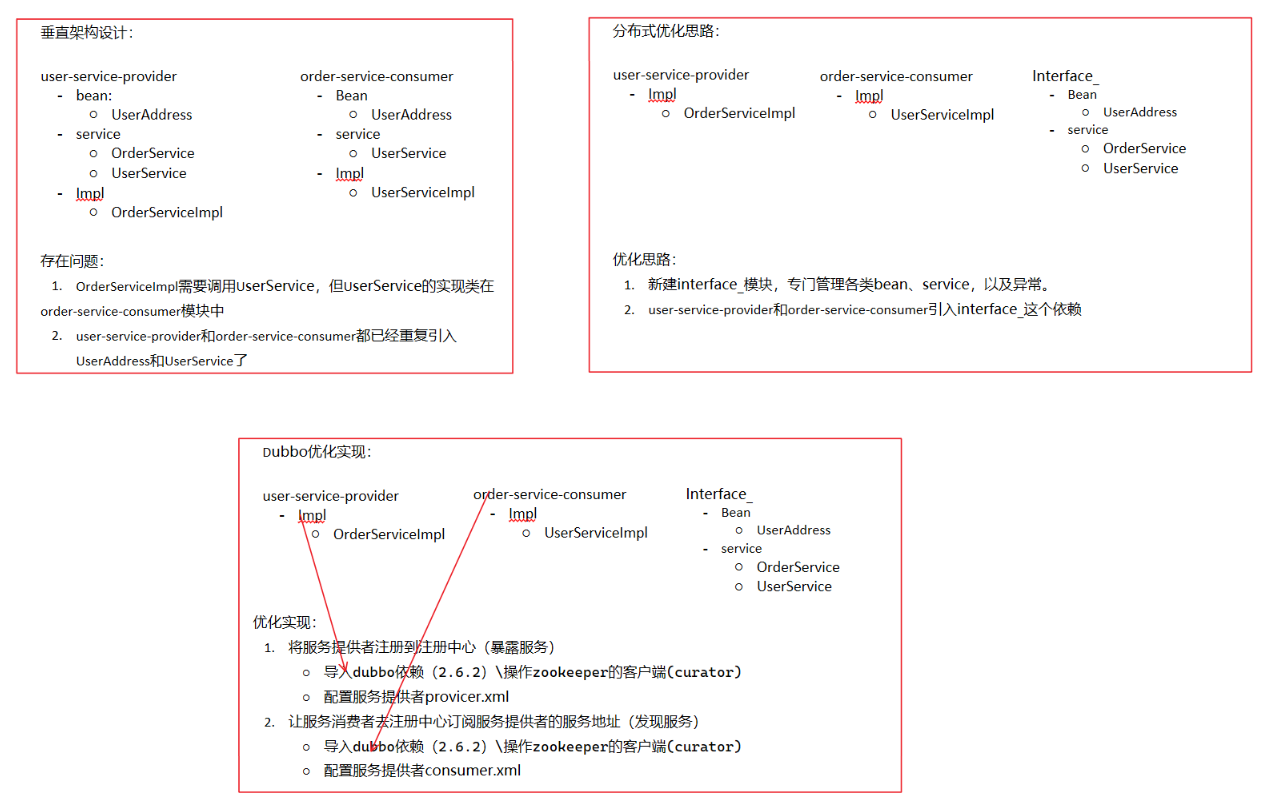 垂直架构设计：
user-service-provider
- bean:
○ UserAddress
- service
○ OrderService
○ UserService
- Impl
○ OrderServiceImpl
order-service-consumer
- Bean
○ UserAddress
- service
○ UserService
- Impl
○ UserServiceImpl
存在问题：
1. OrderServiceImpl需要调用UserService，但UserService的实现类在
order-service-consumer模块中
2. user-service-provider和order-service-consumer都已经重复引入
UserAddress和UserService了
分布式优化思路：
user-service-provider
- Impl
○ OrderServiceImpl
order-service-consumer
- Impl
○ UserServiceImpl
Interface_
- Bean
○ UserAddress
- service
○ OrderService
○ UserService
优化思路：
1. 新建interface_模块，专门管理各类bean、service，以及异常。
2. user-service-provider和order-service-consumer引入interface_这个依赖
Dubbo优化实现：
user-service-provider
- Impl
○ OrderServiceImpl
order-service-consumer
- Impl
○ UserServiceImpl
Interface_
- Bean
○ UserAddress
- service
○ OrderService
○ UserService
优化实现：
1. 将服务提供者注册到注册中心（暴露服务）
○ 导入dubbo依赖（2.6.2）\操作zookeeper的客户端(curator)
○ 配置服务提供者provicer.xml
2. 让服务消费者去注册中心订阅服务提供者的服务地址（发现服务）
○ 导入dubbo依赖（2.6.2）\操作zookeeper的客户端(curator)
○ 配置服务提供者consumer.xml